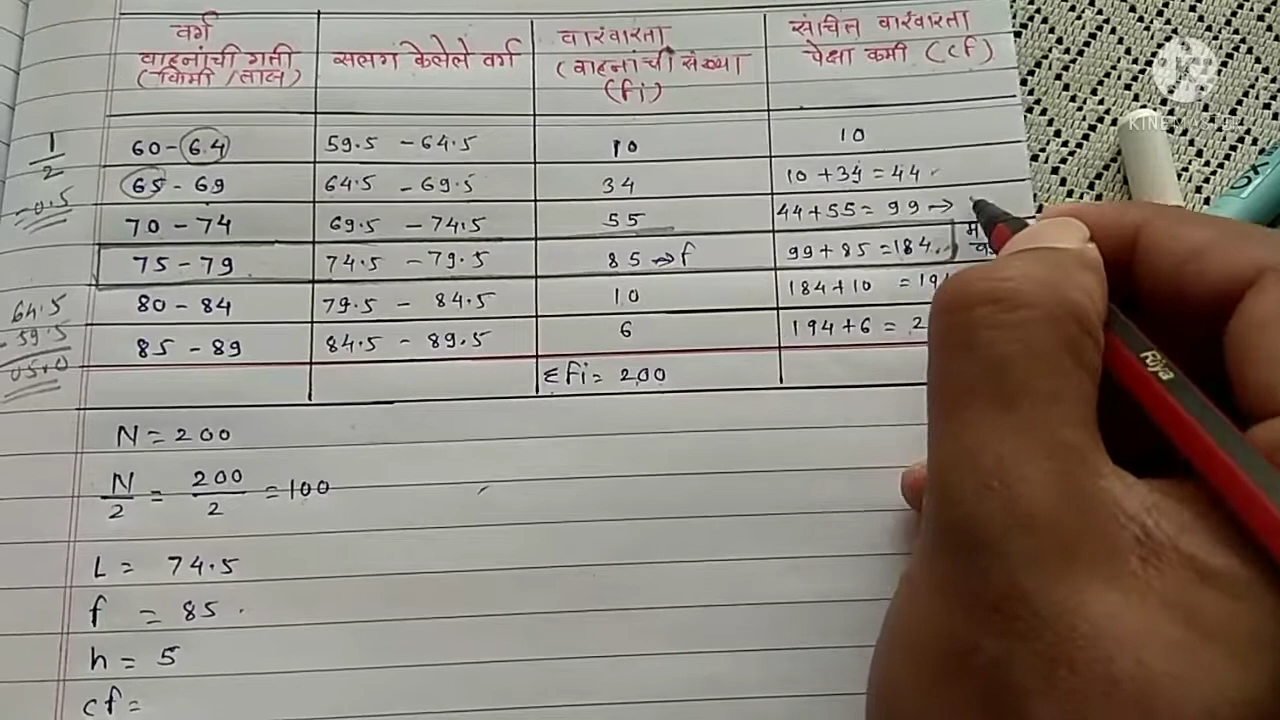 वर्ग
वाहनांची गती
(किमी / तास)
सलग केलेले वर्ग
वारंवारता
(वाहनांची संख्या
(fi)
संचित वारंवारता
पेक्षा कमी (cf)
60 - 64 59.5 - 64.5 10 10
65 - 69 64.5 - 69.5 34 10 + 34 = 44
70 - 74 69.5 - 74.5 55 44 + 55 = 99 →
75 - 79 74.5 - 79.5 85 → f 99 + 85 = 184
80 - 84 79.5 - 84.5 10 184 + 10 = 19
85 - 89 84.5 - 89.5 6 194 + 6 = 2
Σfi = 200
1/2
-0.5
64.5
- 59.5
05.0
N = 200
N/2 = 200/2 = 100
L = 74.5
f = 85
h = 5
cf =
KINEMASTER
Riya